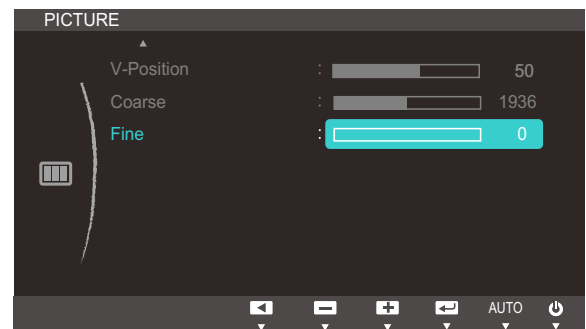 PICTURE
V-Position : 50
Coarse : 1936
Fine : 0
AUTO